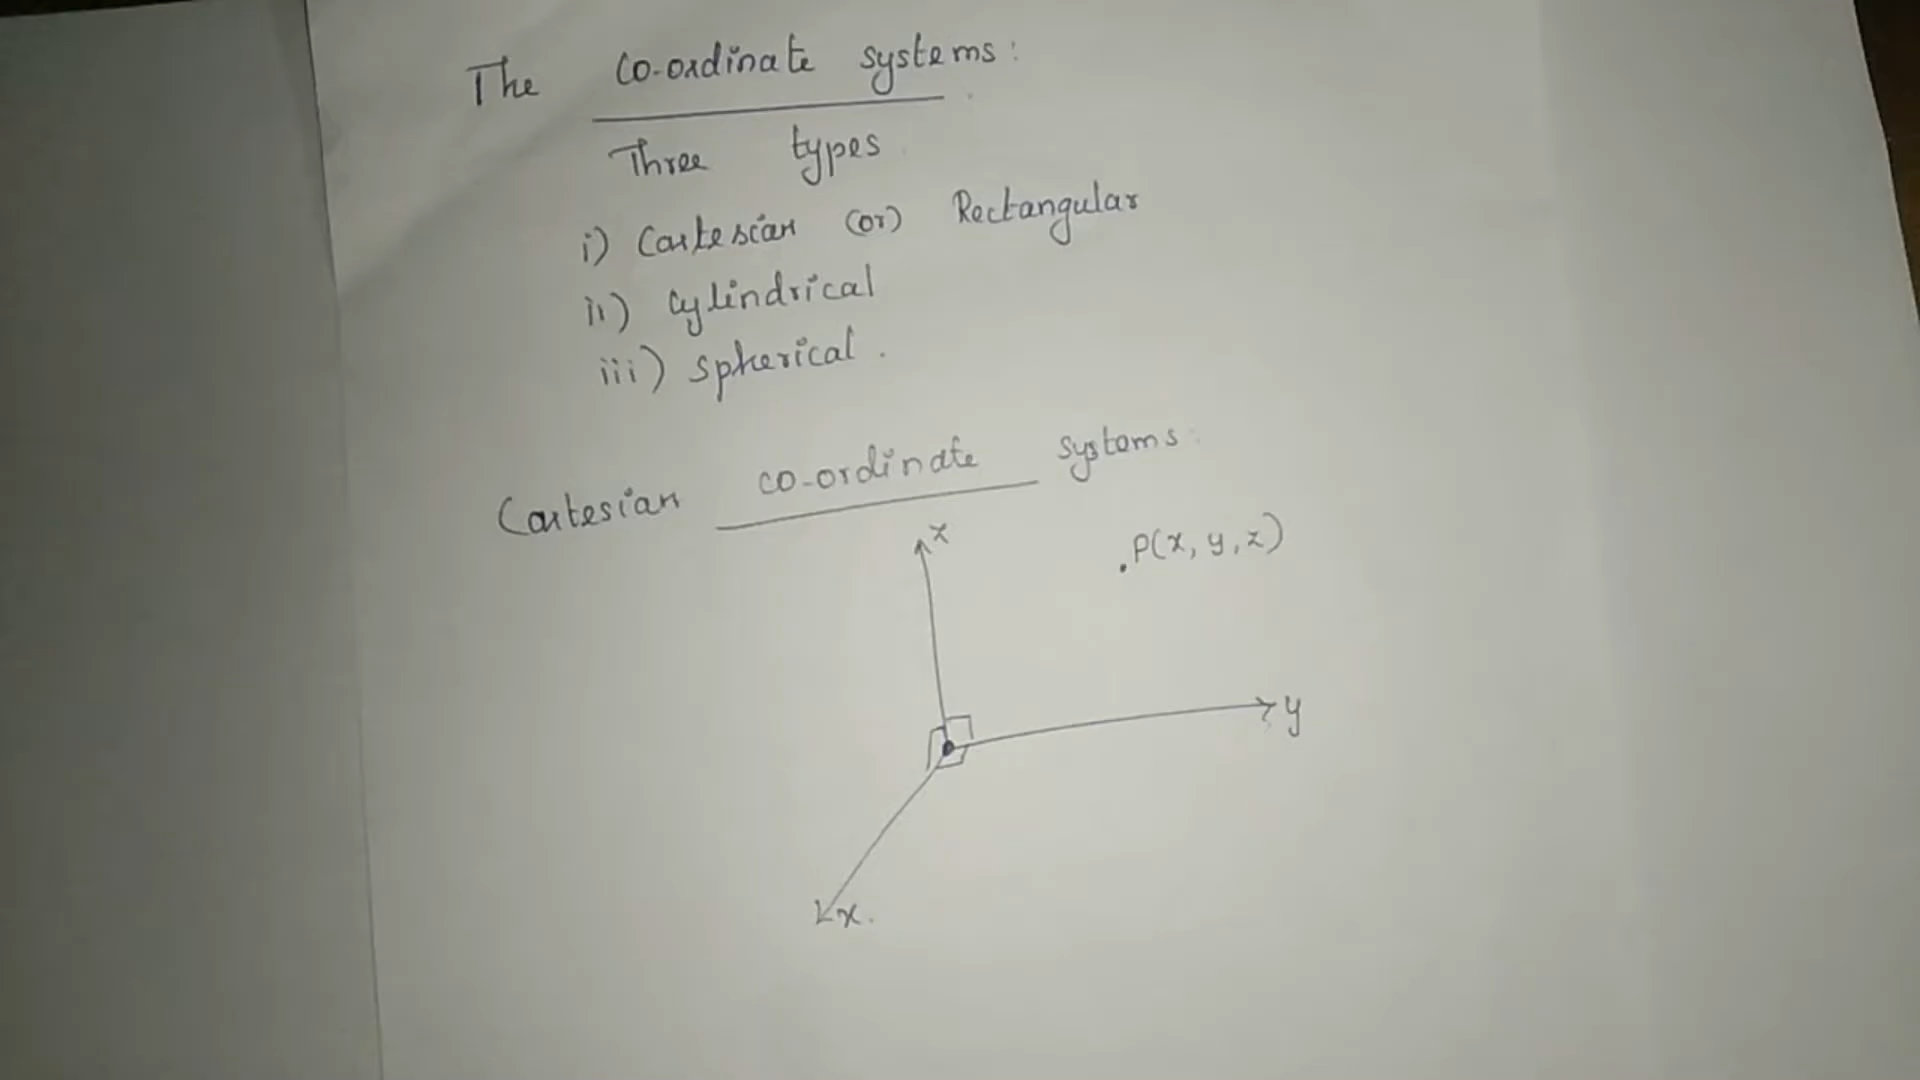 The co-ordinate systems:
Three types
i) Cartesian (or) Rectangular
ii) cylindrical
iii) spherical.
Cartesian co-ordinate systems:
z
.P(x, y, z)
y
x.